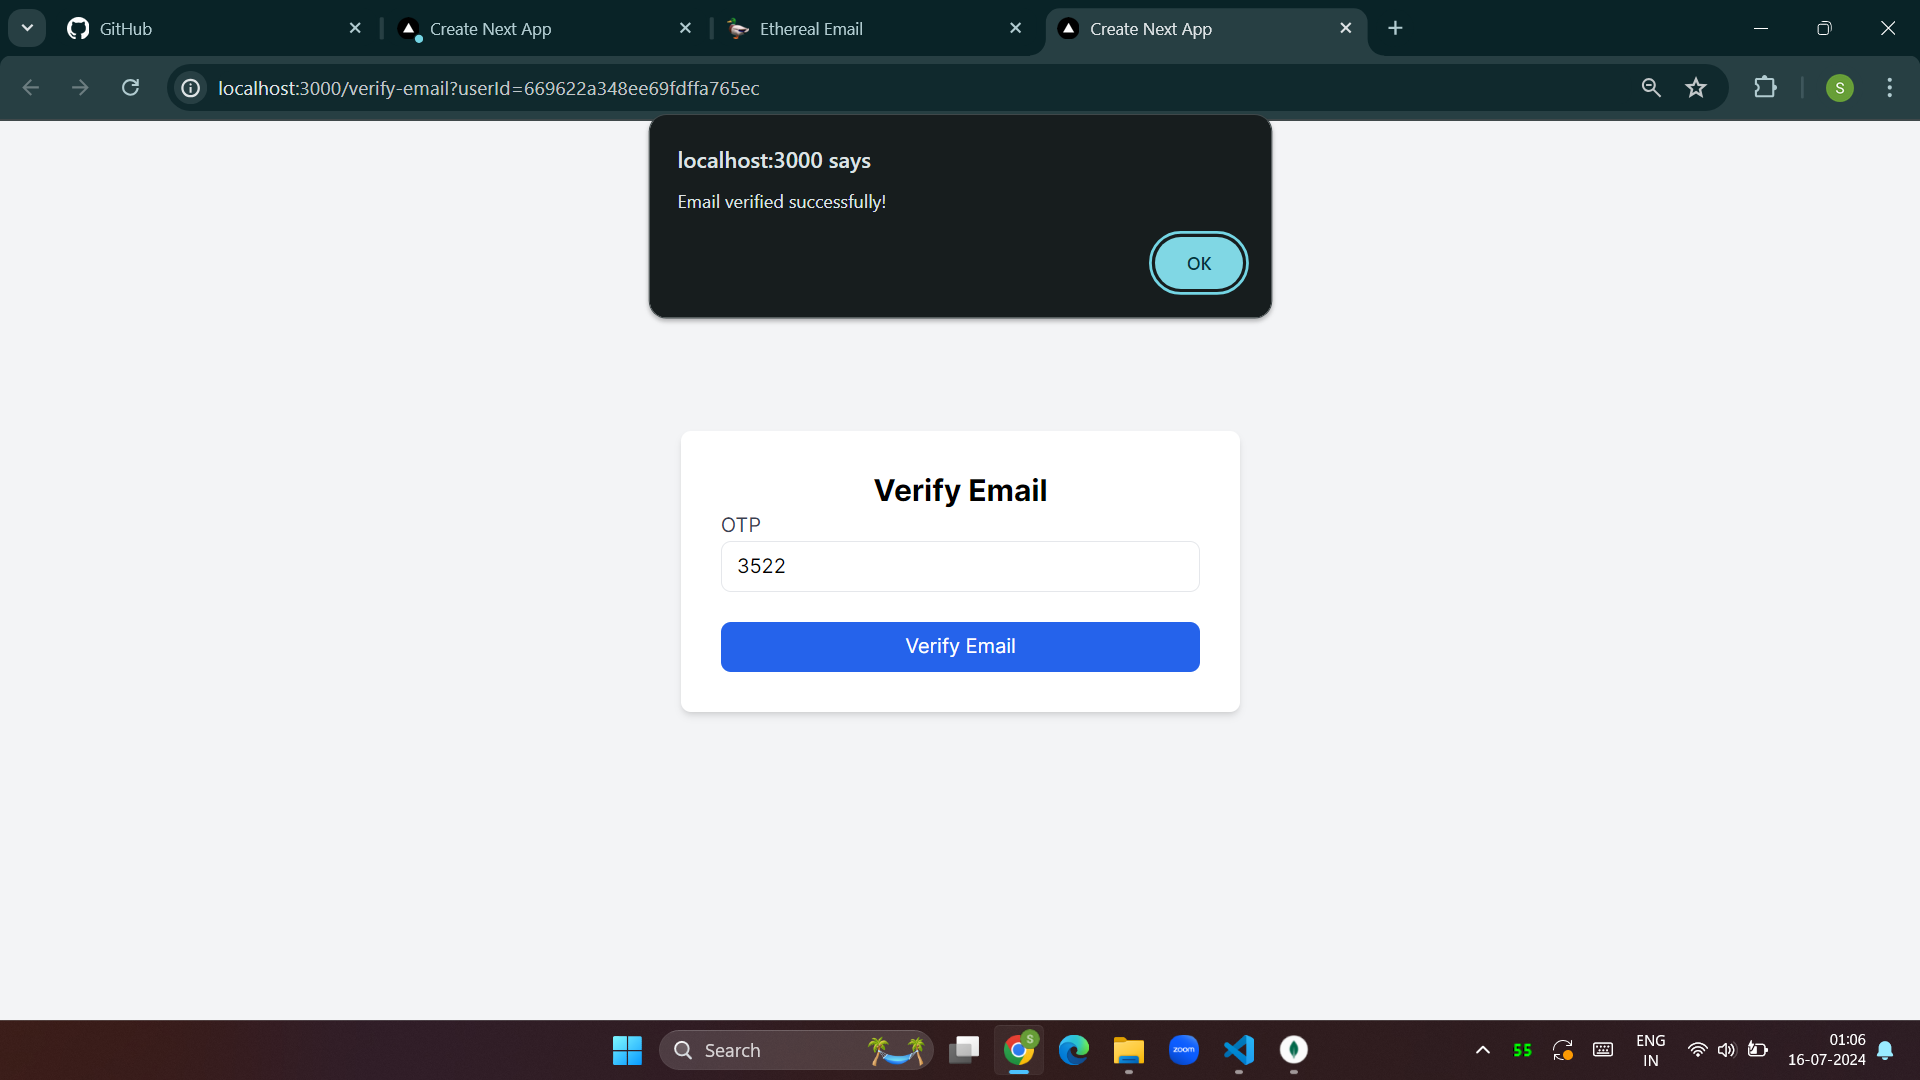 GitHub
Create Next App
Ethereal Email
Create Next App
localhost:3000/verify-email?userId=669622a348ee69fdffa765ec
S
localhost:3000 says
Email verified successfully!
OK
Verify Email
OTP
3522
Verify Email
Search
S
zoom
55
ENG
IN
01:06
16-07-2024